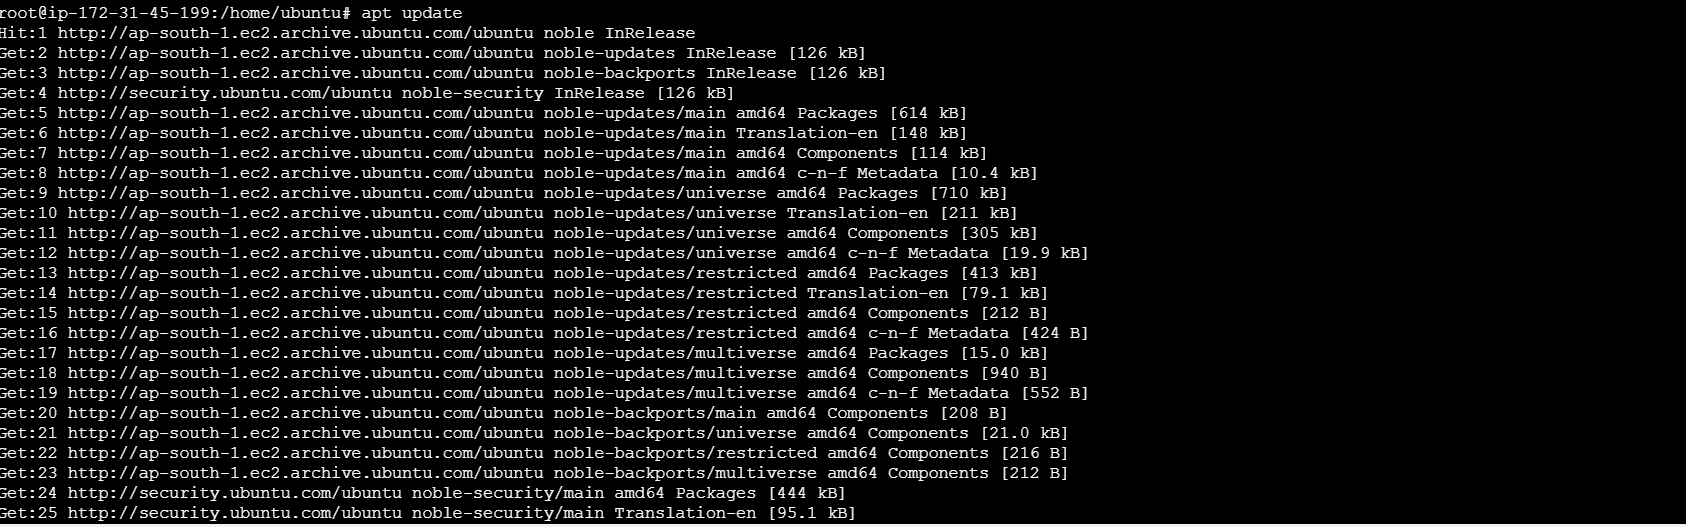 root@ip-172-31-45-199:/home/ubuntu# apt update
Hit:1 http://ap-south-1.ec2.archive.ubuntu.com/ubuntu noble InRelease
Get:2 http://ap-south-1.ec2.archive.ubuntu.com/ubuntu noble-updates InRelease [126 kB]
Get:3 http://ap-south-1.ec2.archive.ubuntu.com/ubuntu noble-backports InRelease [126 kB]
Get:4 http://security.ubuntu.com/ubuntu noble-security InRelease [126 kB]
Get:5 http://ap-south-1.ec2.archive.ubuntu.com/ubuntu noble-updates/main amd64 Packages [614 kB]
Get:6 http://ap-south-1.ec2.archive.ubuntu.com/ubuntu noble-updates/main Translation-en [148 kB]
Get:7 http://ap-south-1.ec2.archive.ubuntu.com/ubuntu noble-updates/main amd64 Components [114 kB]
Get:8 http://ap-south-1.ec2.archive.ubuntu.com/ubuntu noble-updates/main amd64 c-n-f Metadata [10.4 kB]
Get:9 http://ap-south-1.ec2.archive.ubuntu.com/ubuntu noble-updates/universe amd64 Packages [710 kB]
Get:10 http://ap-south-1.ec2.archive.ubuntu.com/ubuntu noble-updates/universe Translation-en [211 kB]
Get:11 http://ap-south-1.ec2.archive.ubuntu.com/ubuntu noble-updates/universe amd64 Components [305 kB]
Get:12 http://ap-south-1.ec2.archive.ubuntu.com/ubuntu noble-updates/universe amd64 c-n-f Metadata [19.9 kB]
Get:13 http://ap-south-1.ec2.archive.ubuntu.com/ubuntu noble-updates/restricted amd64 Packages [413 kB]
Get:14 http://ap-south-1.ec2.archive.ubuntu.com/ubuntu noble-updates/restricted Translation-en [79.1 kB]
Get:15 http://ap-south-1.ec2.archive.ubuntu.com/ubuntu noble-updates/restricted amd64 Components [212 B]
Get:16 http://ap-south-1.ec2.archive.ubuntu.com/ubuntu noble-updates/restricted amd64 c-n-f Metadata [424 B]
Get:17 http://ap-south-1.ec2.archive.ubuntu.com/ubuntu noble-updates/multiverse amd64 Packages [15.0 kB]
Get:18 http://ap-south-1.ec2.archive.ubuntu.com/ubuntu noble-updates/multiverse amd64 Components [940 B]
Get:19 http://ap-south-1.ec2.archive.ubuntu.com/ubuntu noble-updates/multiverse amd64 c-n-f Metadata [552 B]
Get:20 http://ap-south-1.ec2.archive.ubuntu.com/ubuntu noble-backports/main amd64 Components [208 B]
Get:21 http://ap-south-1.ec2.archive.ubuntu.com/ubuntu noble-backports/universe amd64 Components [21.0 kB]
Get:22 http://ap-south-1.ec2.archive.ubuntu.com/ubuntu noble-backports/restricted amd64 Components [216 B]
Get:23 http://ap-south-1.ec2.archive.ubuntu.com/ubuntu noble-backports/multiverse amd64 Components [212 B]
Get:24 http://security.ubuntu.com/ubuntu noble-security/main amd64 Packages [444 kB]
Get:25 http://security.ubuntu.com/ubuntu noble-security/main Translation-en [95.1 kB]